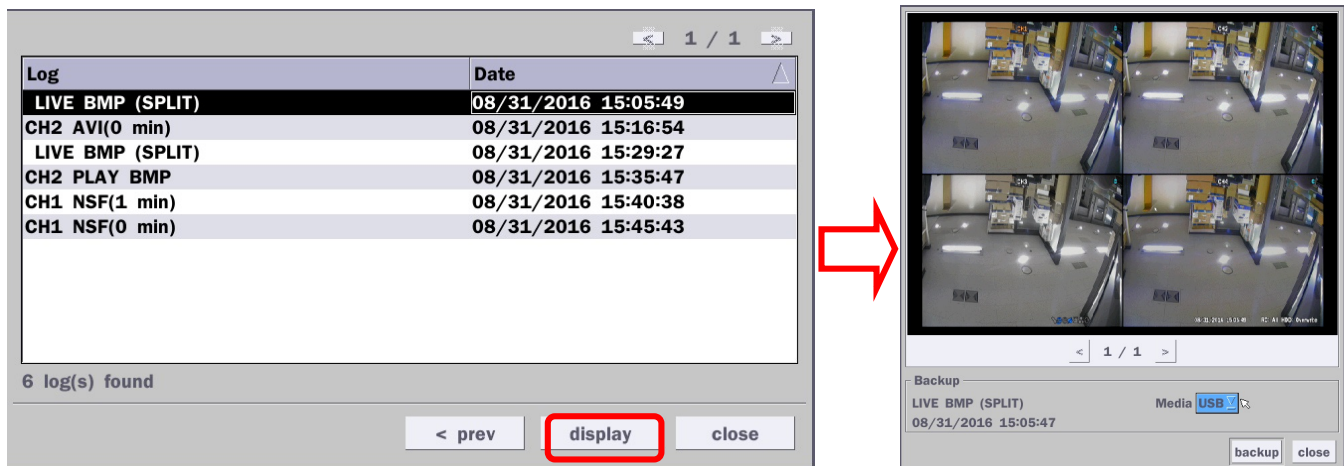 < 1 / 1 >
Log Date
LIVE BMP (SPLIT) 08/31/2016 15:05:49
CH2 AVI(0 min) 08/31/2016 15:16:54
LIVE BMP (SPLIT) 08/31/2016 15:29:27
CH2 PLAY BMP 08/31/2016 15:35:47
CH1 NSF(1 min) 08/31/2016 15:40:38
CH1 NSF(0 min) 08/31/2016 15:45:43
6 log(s) found
< prev display close
CH1 CH2
CH3 CH4
< 1 / 1 >
Backup
LIVE BMP (SPLIT) Media USB
08/31/2016 15:05:47
backup close